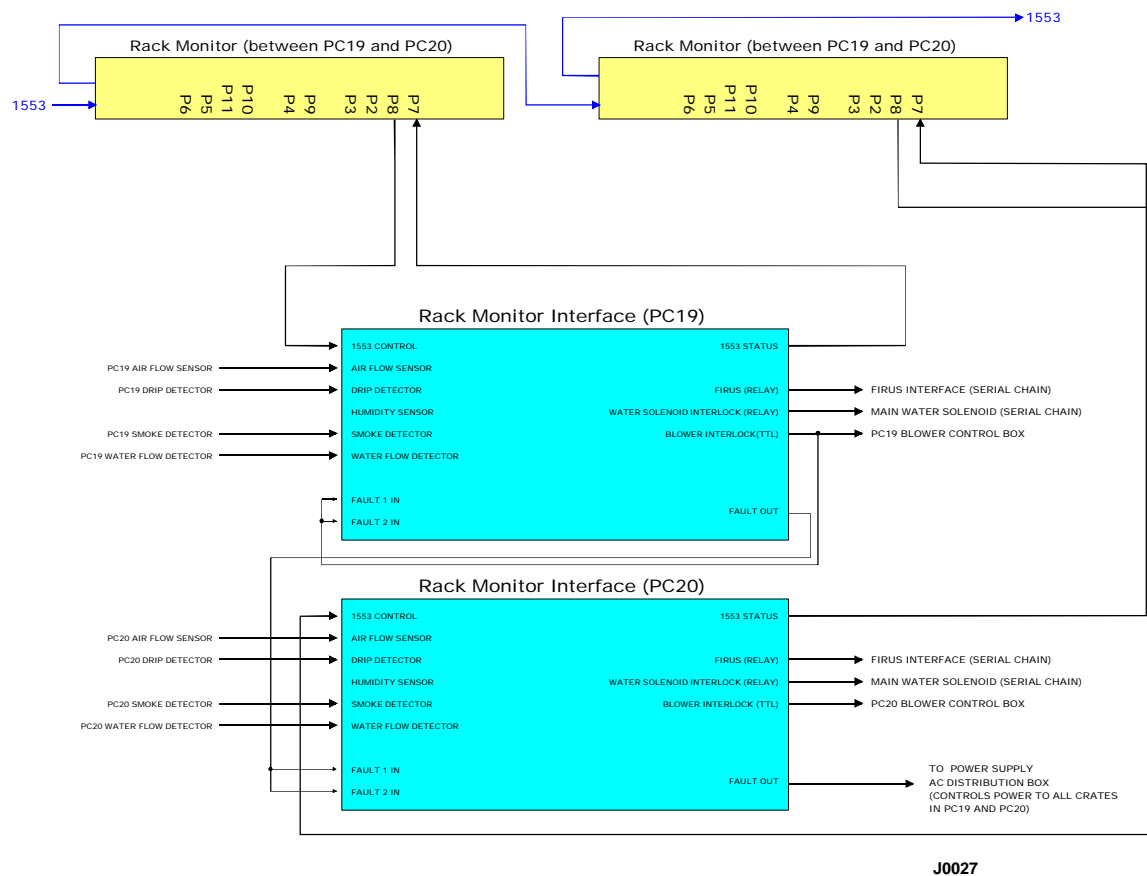 1553
Rack Monitor (between PC19 and PC20)
Rack Monitor (between PC19 and PC20)
1553
P6 P5 P11 P10 P4 P9 P3 P2 P8 P7
P6 P5 P11 P10 P4 P9 P3 P2 P8 P7
Rack Monitor Interface (PC19)
1553 CONTROL
1553 STATUS
PC19 AIR FLOW SENSOR
AIR FLOW SENSOR
PC19 DRIP DETECTOR
DRIP DETECTOR
FIRUS (RELAY)
FIRUS INTERFACE (SERIAL CHAIN)
HUMIDITY SENSOR
WATER SOLENOID INTERLOCK (RELAY)
MAIN WATER SOLENOID (SERIAL CHAIN)
PC19 SMOKE DETECTOR
SMOKE DETECTOR
BLOWER INTERLOCK(TTL)
PC19 BLOWER CONTROL BOX
PC19 WATER FLOW DETECTOR
WATER FLOW DETECTOR
FAULT 1 IN
FAULT OUT
FAULT 2 IN
Rack Monitor Interface (PC20)
1553 CONTROL
1553 STATUS
PC20 AIR FLOW SENSOR
AIR FLOW SENSOR
PC20 DRIP DETECTOR
DRIP DETECTOR
FIRUS (RELAY)
FIRUS INTERFACE (SERIAL CHAIN)
HUMIDITY SENSOR
WATER SOLENOID INTERLOCK (RELAY)
MAIN WATER SOLENOID (SERIAL CHAIN)
PC20 SMOKE DETECTOR
SMOKE DETECTOR
BLOWER INTERLOCK (TTL)
PC20 BLOWER CONTROL BOX
PC20 WATER FLOW DETECTOR
WATER FLOW DETECTOR
FAULT 1 IN
FAULT 2 IN
FAULT OUT
TO POWER SUPPLY
AC DISTRIBUTION BOX
(CONTROLS POWER TO ALL CRATES
IN PC19 AND PC20)
J0027